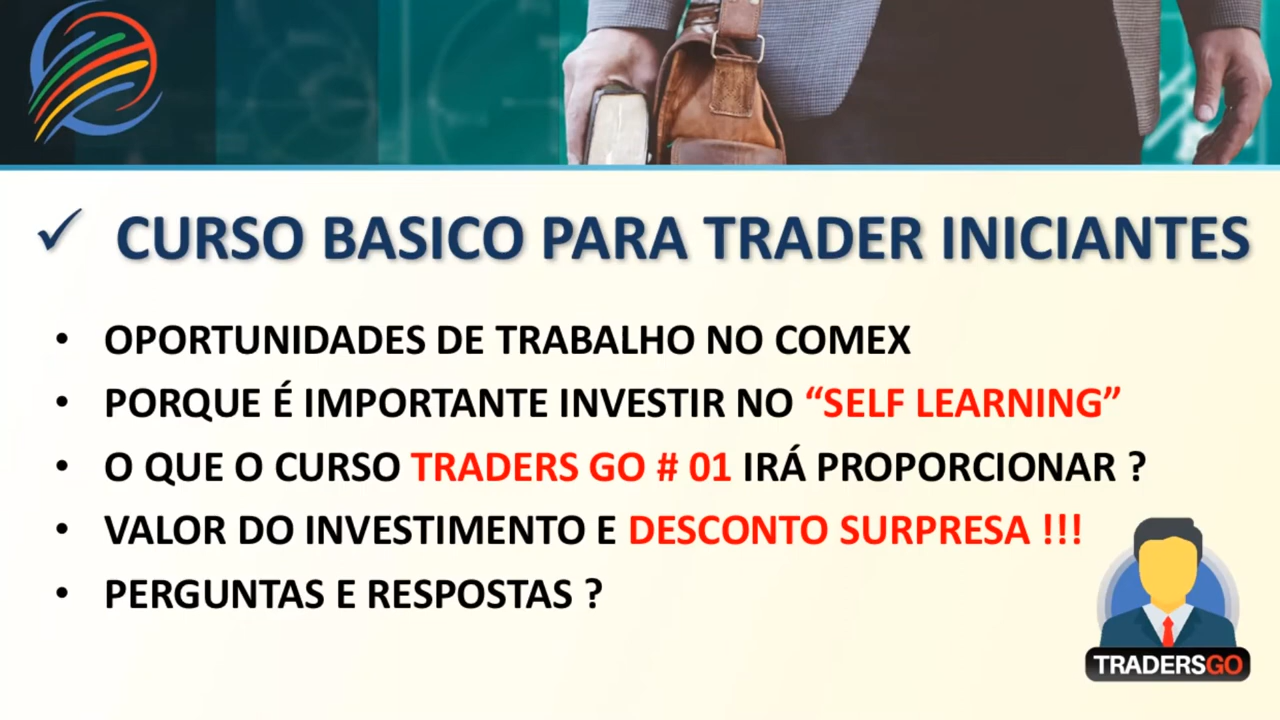 ✓ CURSO BASICO PARA TRADER INICIANTES
• OPORTUNIDADES DE TRABALHO NO COMEX
• PORQUE É IMPORTANTE INVESTIR NO “SELF LEARNING”
• O QUE O CURSO TRADERS GO # 01 IRÁ PROPORCIONAR ?
• VALOR DO INVESTIMENTO E DESCONTO SURPRESA !!!
• PERGUNTAS E RESPOSTAS ?
TRADERSGO